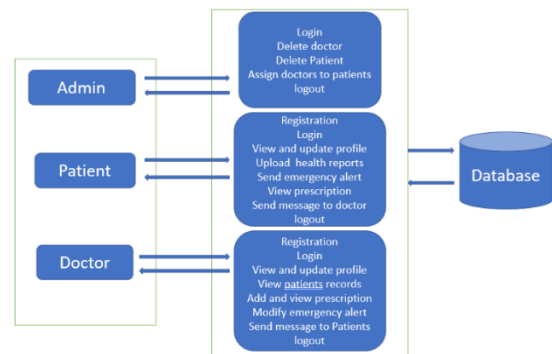 Admin
Login
Delete doctor
Delete Patient
Assign doctors to patients
logout
Patient
Registration
Login
View and update profile
Upload health reports
Send emergency alert
View prescription
Send message to doctor
logout
Doctor
Registration
Login
View and update profile
View patients records
Add and view prescription
Modify emergency alert
Send message to Patients
logout
Database